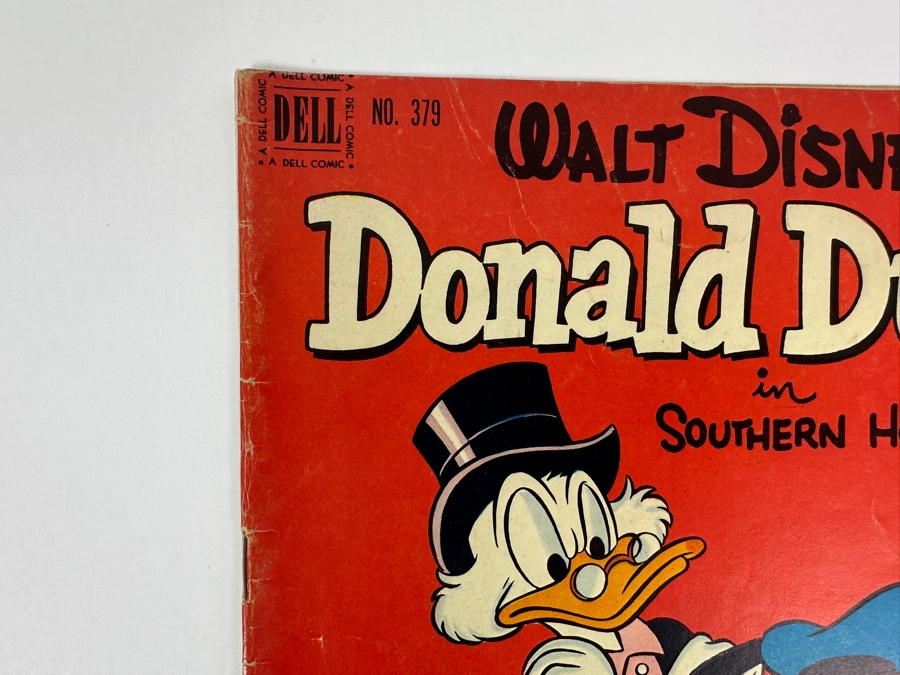 A DELL COMIC
A DELL COMIC
DELL
A DELL COMIC
A DELL COMIC
NO. 379
WALT DISNE
Donald Du
in
SOUTHERN H